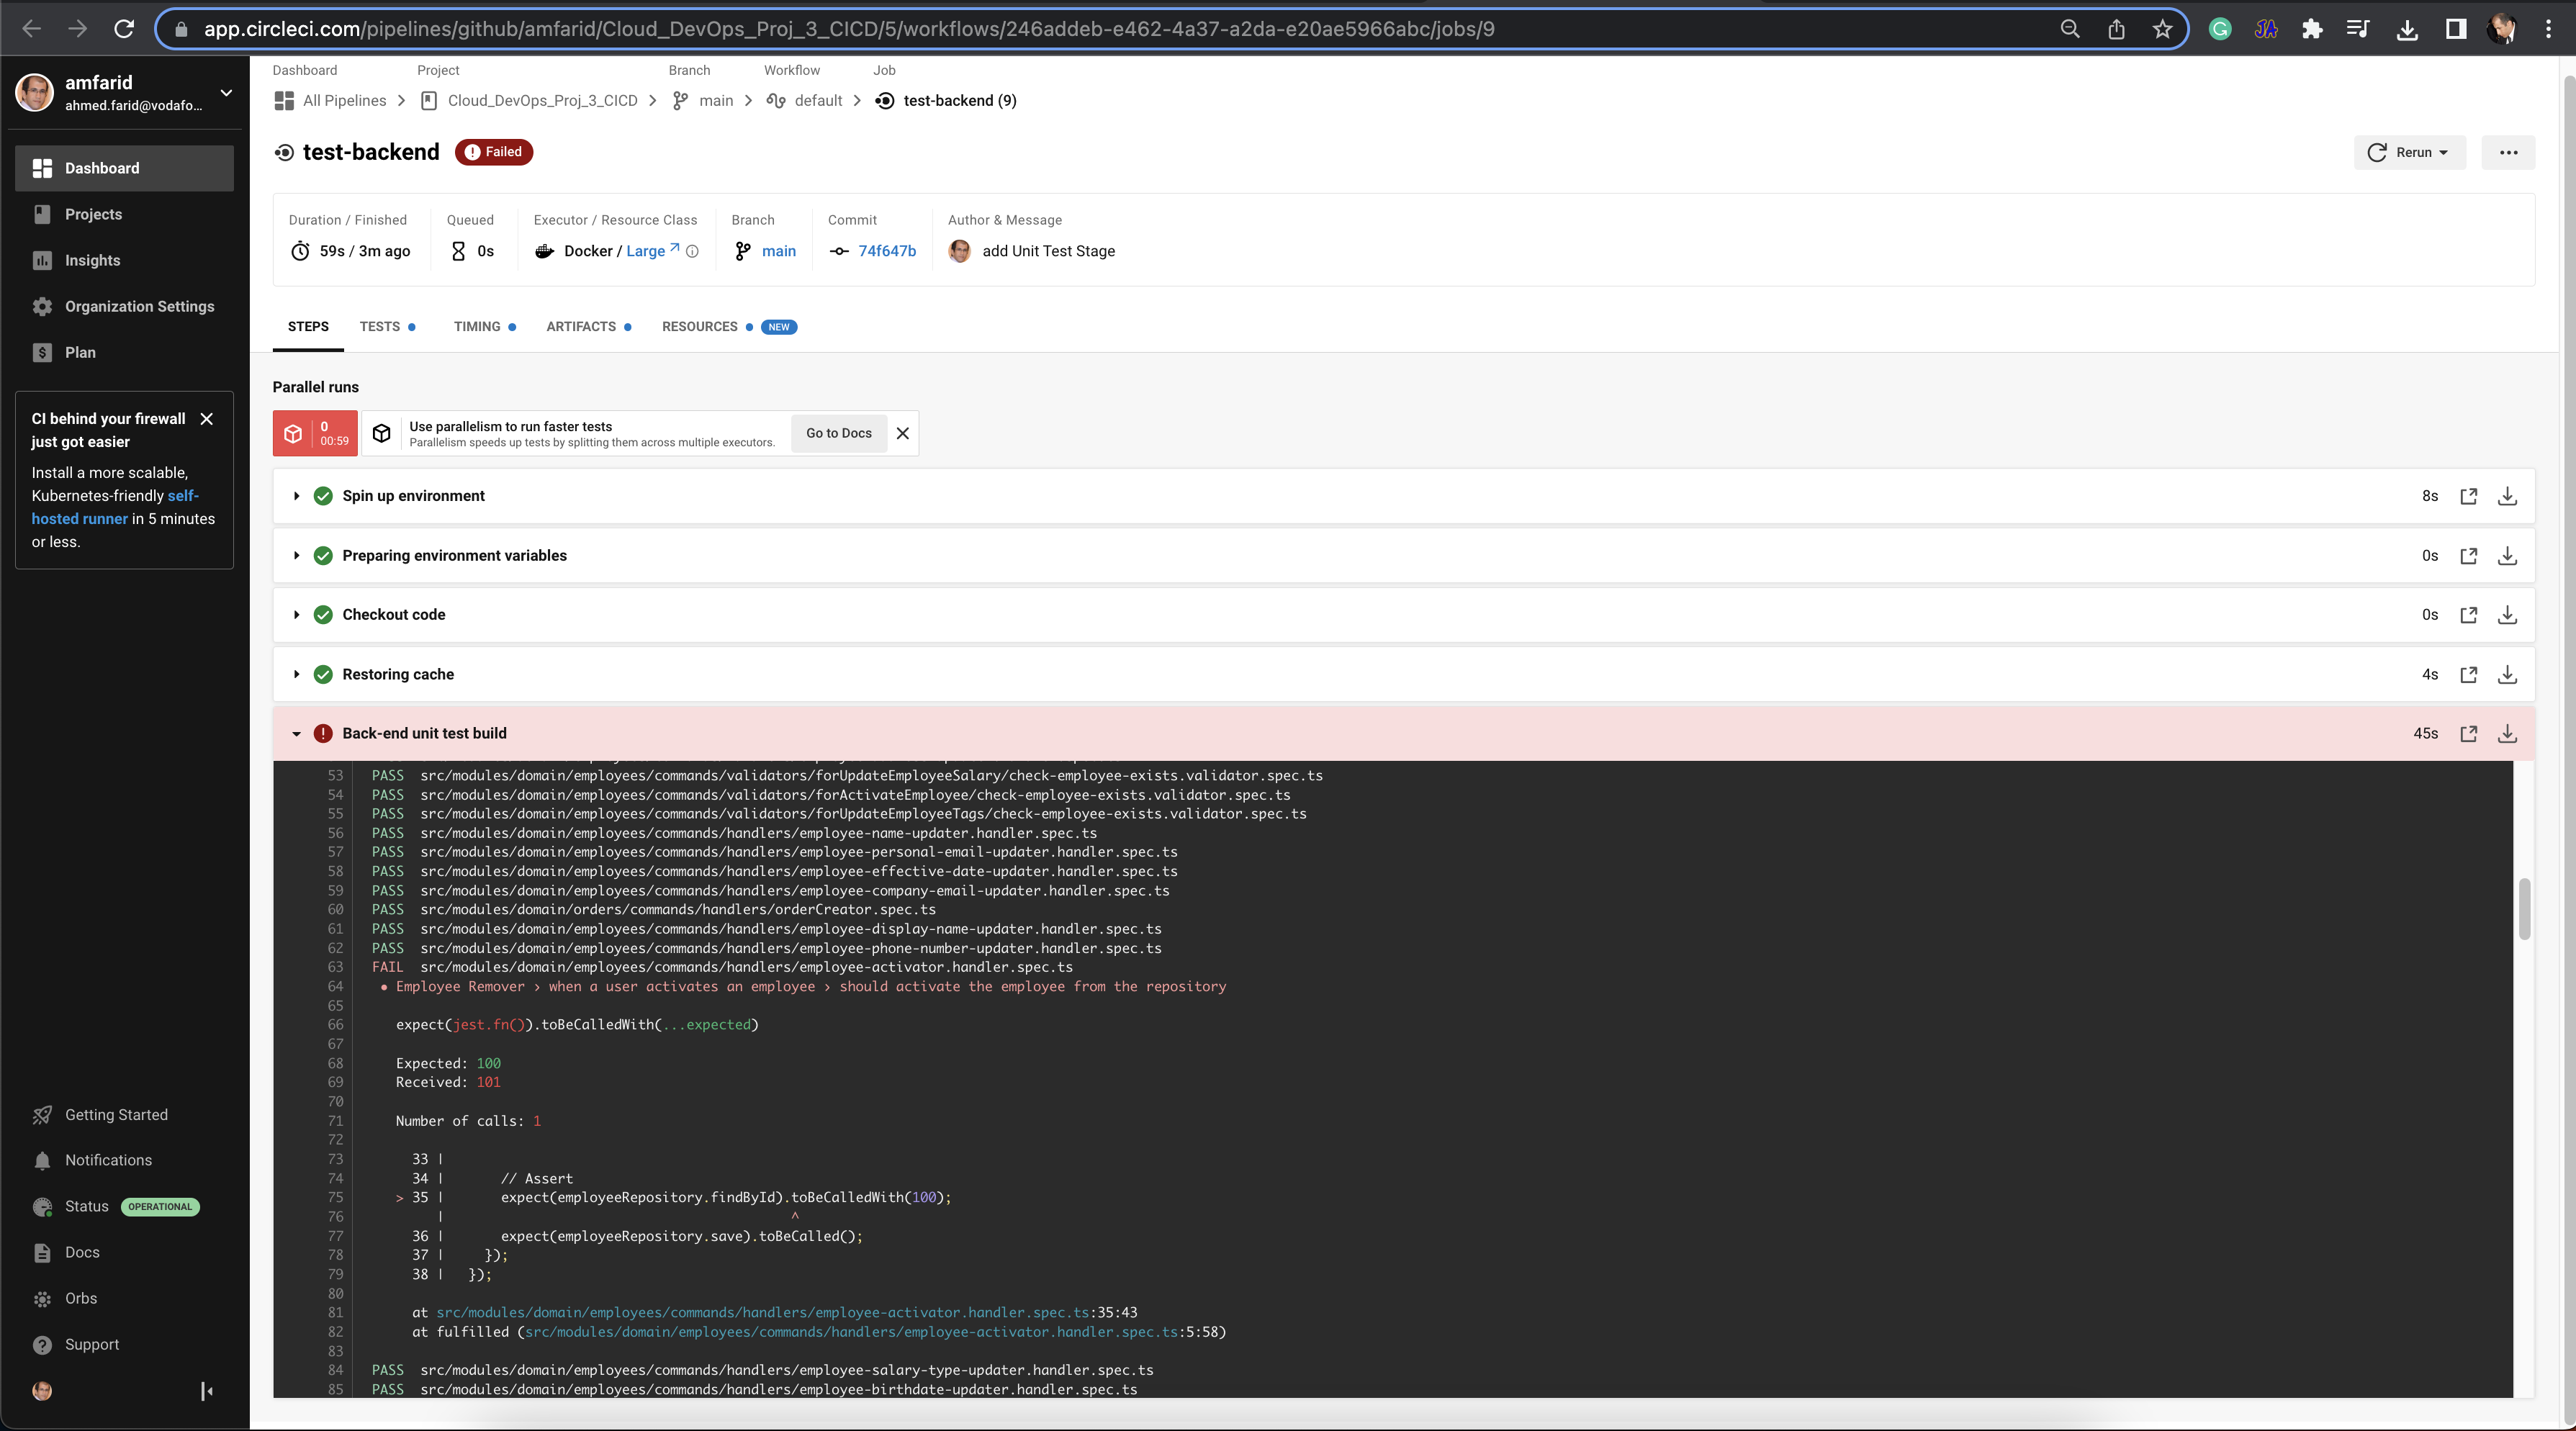 app.circleci.com/pipelines/github/amfarid/Cloud_DevOps_Proj_3_CICD/5/workflows/246addeb-e462-4a37-a2da-e20ae5966abc/jobs/9
amfarid
ahmed.farid@vodafo...
Dashboard
Projects
Insights
Organization Settings
Plan
CI behind your firewall
just got easier
Install a more scalable,
Kubernetes-friendly self-
hosted runner in 5 minutes
or less.
Getting Started
Notifications
Status OPERATIONAL
Docs
Orbs
Support
Dashboard Project Branch Workflow Job
All Pipelines Cloud_DevOps_Proj_3_CICD main default test-backend (9)
test-backend Failed
Rerun
Duration / Finished Queued Executor / Resource Class Branch Commit Author & Message
59s / 3m ago 0s Docker / Large main 74f647b add Unit Test Stage
STEPS TESTS TIMING ARTIFACTS RESOURCES NEW
Parallel runs
0
00:59
Use parallelism to run faster tests
Parallelism speeds up tests by splitting them across multiple executors.
Go to Docs
Spin up environment 8s
Preparing environment variables 0s
Checkout code 0s
Restoring cache 4s
Back-end unit test build 45s
53 PASS src/modules/domain/employees/commands/validators/forUpdateEmployeeSalary/check-employee-exists.validator.spec.ts
54 PASS src/modules/domain/employees/commands/validators/forActivateEmployee/check-employee-exists.validator.spec.ts
55 PASS src/modules/domain/employees/commands/validators/forUpdateEmployeeTags/check-employee-exists.validator.spec.ts
56 PASS src/modules/domain/employees/commands/handlers/employee-name-updater.handler.spec.ts
57 PASS src/modules/domain/employees/commands/handlers/employee-personal-email-updater.handler.spec.ts
58 PASS src/modules/domain/employees/commands/handlers/employee-effective-date-updater.handler.spec.ts
59 PASS src/modules/domain/employees/commands/handlers/employee-company-email-updater.handler.spec.ts
60 PASS src/modules/domain/orders/commands/handlers/orderCreator.spec.ts
61 PASS src/modules/domain/employees/commands/handlers/employee-display-name-updater.handler.spec.ts
62 PASS src/modules/domain/employees/commands/handlers/employee-phone-number-updater.handler.spec.ts
63 FAIL src/modules/domain/employees/commands/handlers/employee-activator.handler.spec.ts
64 ● Employee Remover › when a user activates an employee › should activate the employee from the repository
65
66 expect(jest.fn()).toBeCalledWith(...expected)
67
68 Expected: 100
69 Received: 101
70
71 Number of calls: 1
72
73 33 |
74 34 | // Assert
75 > 35 | expect(employeeRepository.findById).toBeCalledWith(100);
76 | ^
77 36 | expect(employeeRepository.save).toBeCalled();
78 37 | });
79 38 | });
80
81 at src/modules/domain/employees/commands/handlers/employee-activator.handler.spec.ts:35:43
82 at fulfilled (src/modules/domain/employees/commands/handlers/employee-activator.handler.spec.ts:5:58)
83
84 PASS src/modules/domain/employees/commands/handlers/employee-salary-type-updater.handler.spec.ts
85 PASS src/modules/domain/employees/commands/handlers/employee-birthdate-updater.handler.spec.ts